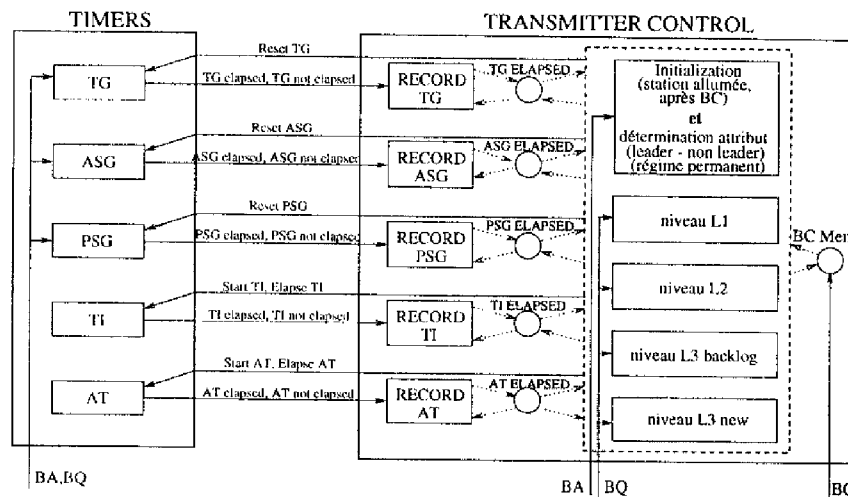 TIMERS
TRANSMITTER CONTROL
Reset TG
TG
TG elapsed, TG not elapsed
RECORD
TG
TG ELAPSED
Initialization
(station allumée,
après BC)
et
détermination attribut
(leader - non leader)
(régime permanent)
Reset ASG
ASG
ASG elapsed, ASG not elapsed
RECORD
ASG
ASG ELAPSED
Reset PSG
PSG
PSG elapsed, PSG not elapsed
RECORD
PSG
PSG ELAPSED
niveau L1
BC Mem
Start TI, Elapse TI
TI
TI elapsed, TI not elapsed
RECORD
TI
TI ELAPSED
niveau L2
niveau L3 backlog
Start AT, Elapse AT
AT
AT elapsed, AT not elapsed
RECORD
AT
AT ELAPSED
niveau L3 new
BA,BQ
BA
BQ